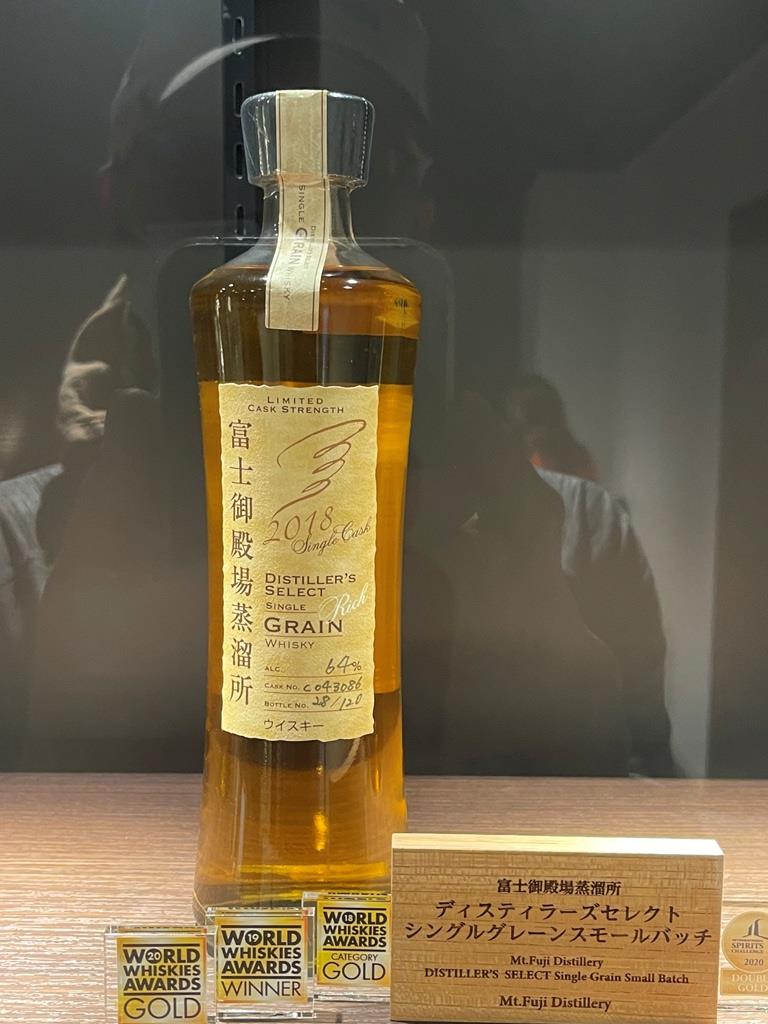 DISTILLER'S
SINGLE GRAIN WHISKY
LIMITED
CASK STRENGTH
富士御殿場蒸溜所
2018
Single Cask
DISTILLER'S
SELECT
SINGLE Rich
GRAIN
WHISKY
ALC. 64%
CASK NO. C043086
BOTTLE NO. 28/120
ウイスキー
富士御殿場蒸溜所
ディスティラーズセレクト
シングルグレーンスモールバッチ
Mt.Fuji Distillery
DISTILLER'S SELECT Single Grain Small Batch
Mt.Fuji Distillery
20
WORLD
WHISKIES
AWARDS
GOLD
19
WORLD
WHISKIES
AWARDS
WINNER
18
WORLD
WHISKIES
AWARDS
CATEGORY
GOLD
SPIRITS
CHALLENGE
2020
DOUBLE
GOLD